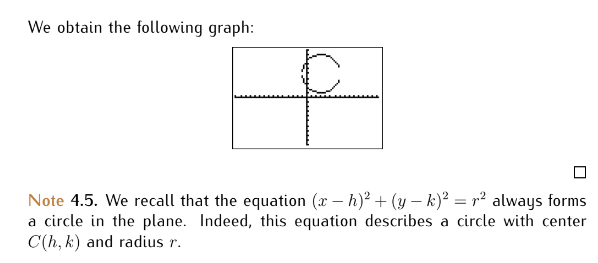 We obtain the following graph:
Note 4.5. We recall that the equation (x − h)² + (y − k)² = r² always forms
a circle in the plane. Indeed, this equation describes a circle with center
C(h, k) and radius r.